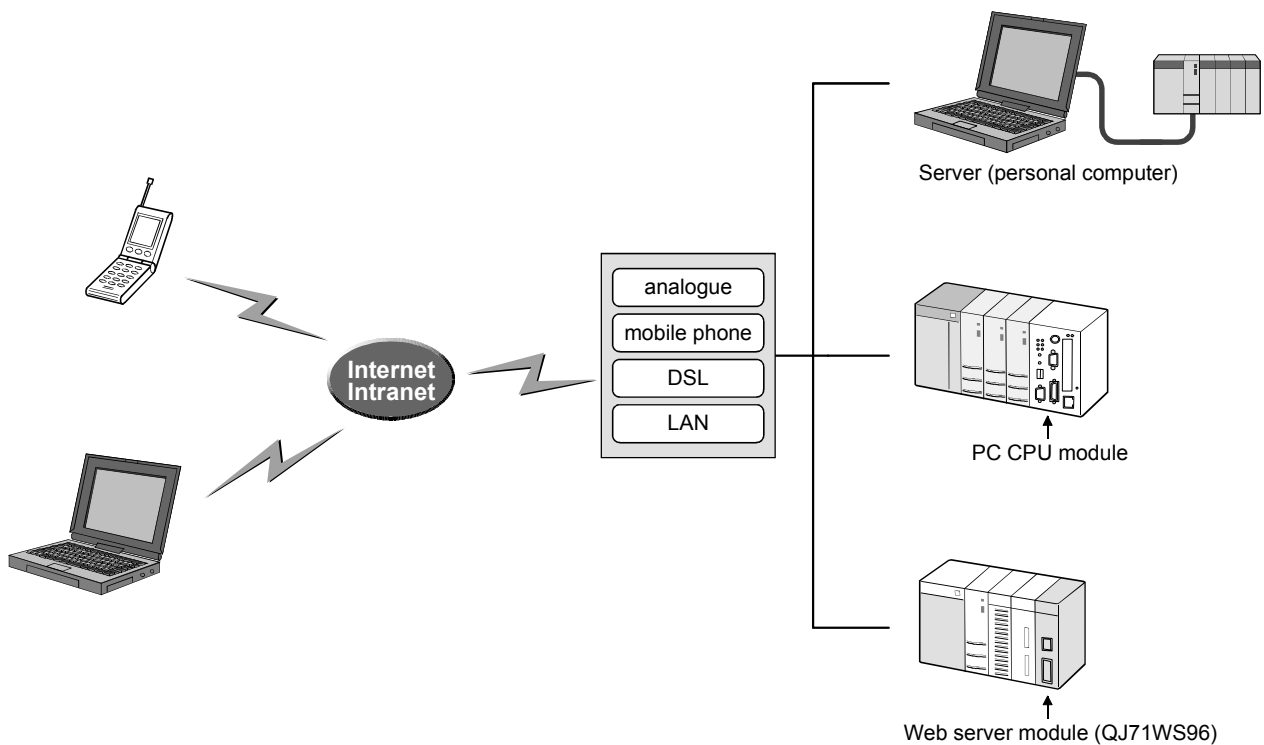 Server (personal computer)
analogue
mobile phone
DSL
LAN
Internet
Intranet
PC CPU module
Web server module (QJ71WS96)